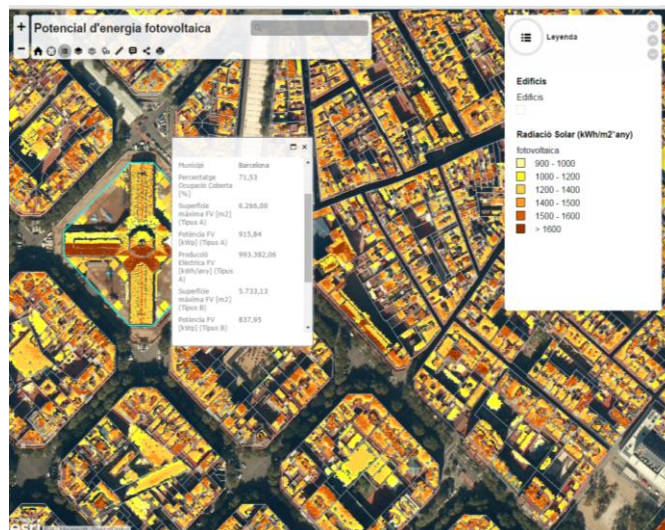 + Potencial d'energia fotovoltaica
−
Leyenda
Edificis
Edificis
Radiació Solar (kWh/m2*any)
fotovoltaica
900 - 1000
1000 - 1200
1200 - 1400
1400 - 1500
1500 - 1600
> 1600
Municipi Barcelona
Percentatge 71,53
Ocupació Coberta
[%]
Superfície 6.266,00
màxima FV [m2]
(Tipus A)
Potència FV 915,84
[kWp] (Tipus A)
Producció 993.382,06
Elèctrica FV
[kWh/any] (Tipus
A)
Superfície 5.733,13
màxima FV [m2]
(Tipus B)
Potència FV 837,95
[kWp] (Tipus B)
esri